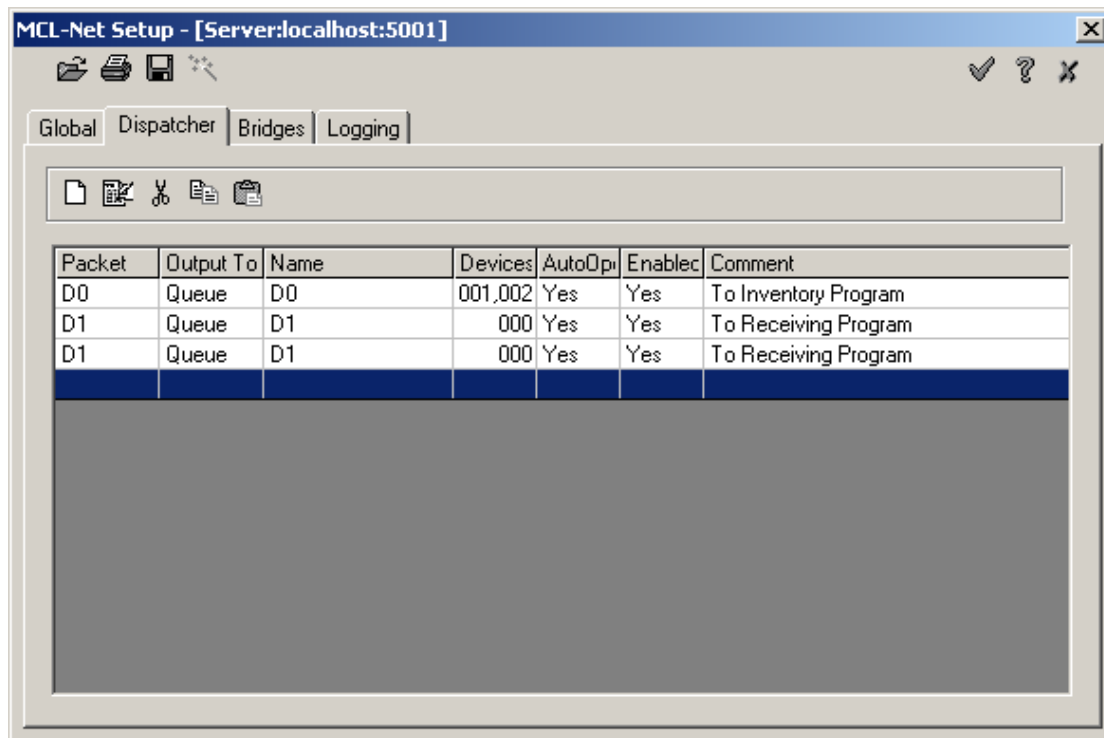 MCL-Net Setup - [Server:localhost:5001]
Global Dispatcher Bridges Logging
Packet Output To Name Devices AutoOp Enabled Comment
D0 Queue D0 001,002 Yes Yes To Inventory Program
D1 Queue D1 000 Yes Yes To Receiving Program
D1 Queue D1 000 Yes Yes To Receiving Program